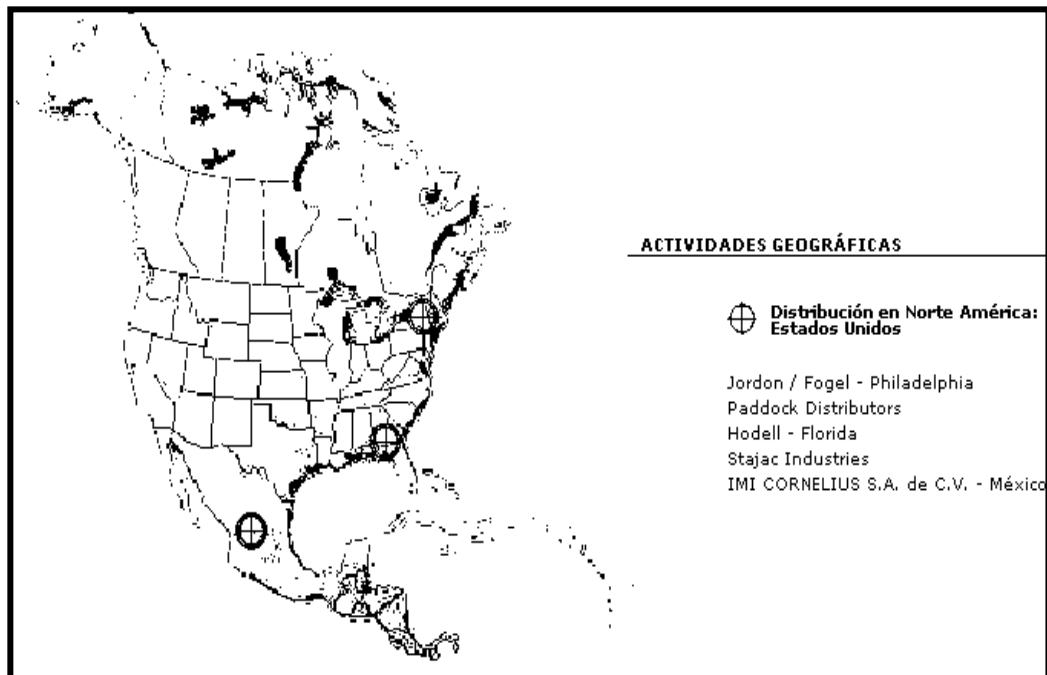 ACTIVIDADES GEOGRÁFICAS
Distribución en Norte América:
Estados Unidos
Jordon / Fogel - Philadelphia
Paddock Distributors
Hodell - Florida
Stajac Industries
IMI CORNELIUS S.A. de C.V. - México